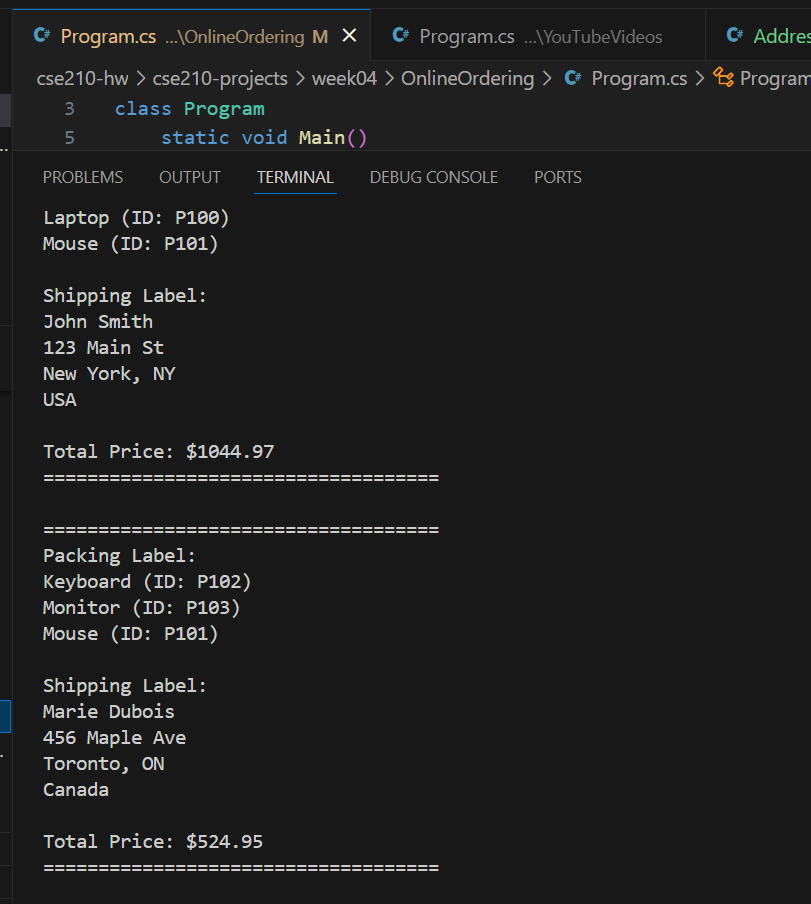 Program.cs ...\OnlineOrdering M Program.cs ...\YouTubeVideos
cse210-hw > cse210-projects > week04 > OnlineOrdering > Program.cs >
3 class Program
5 static void Main()
PROBLEMS OUTPUT TERMINAL DEBUG CONSOLE PORTS
Laptop (ID: P100)
Mouse (ID: P101)
Shipping Label:
John Smith
123 Main St
New York, NY
USA
Total Price: $1044.97
====================================
====================================
Packing Label:
Keyboard (ID: P102)
Monitor (ID: P103)
Mouse (ID: P101)
Shipping Label:
Marie Dubois
456 Maple Ave
Toronto, ON
Canada
Total Price: $524.95
====================================